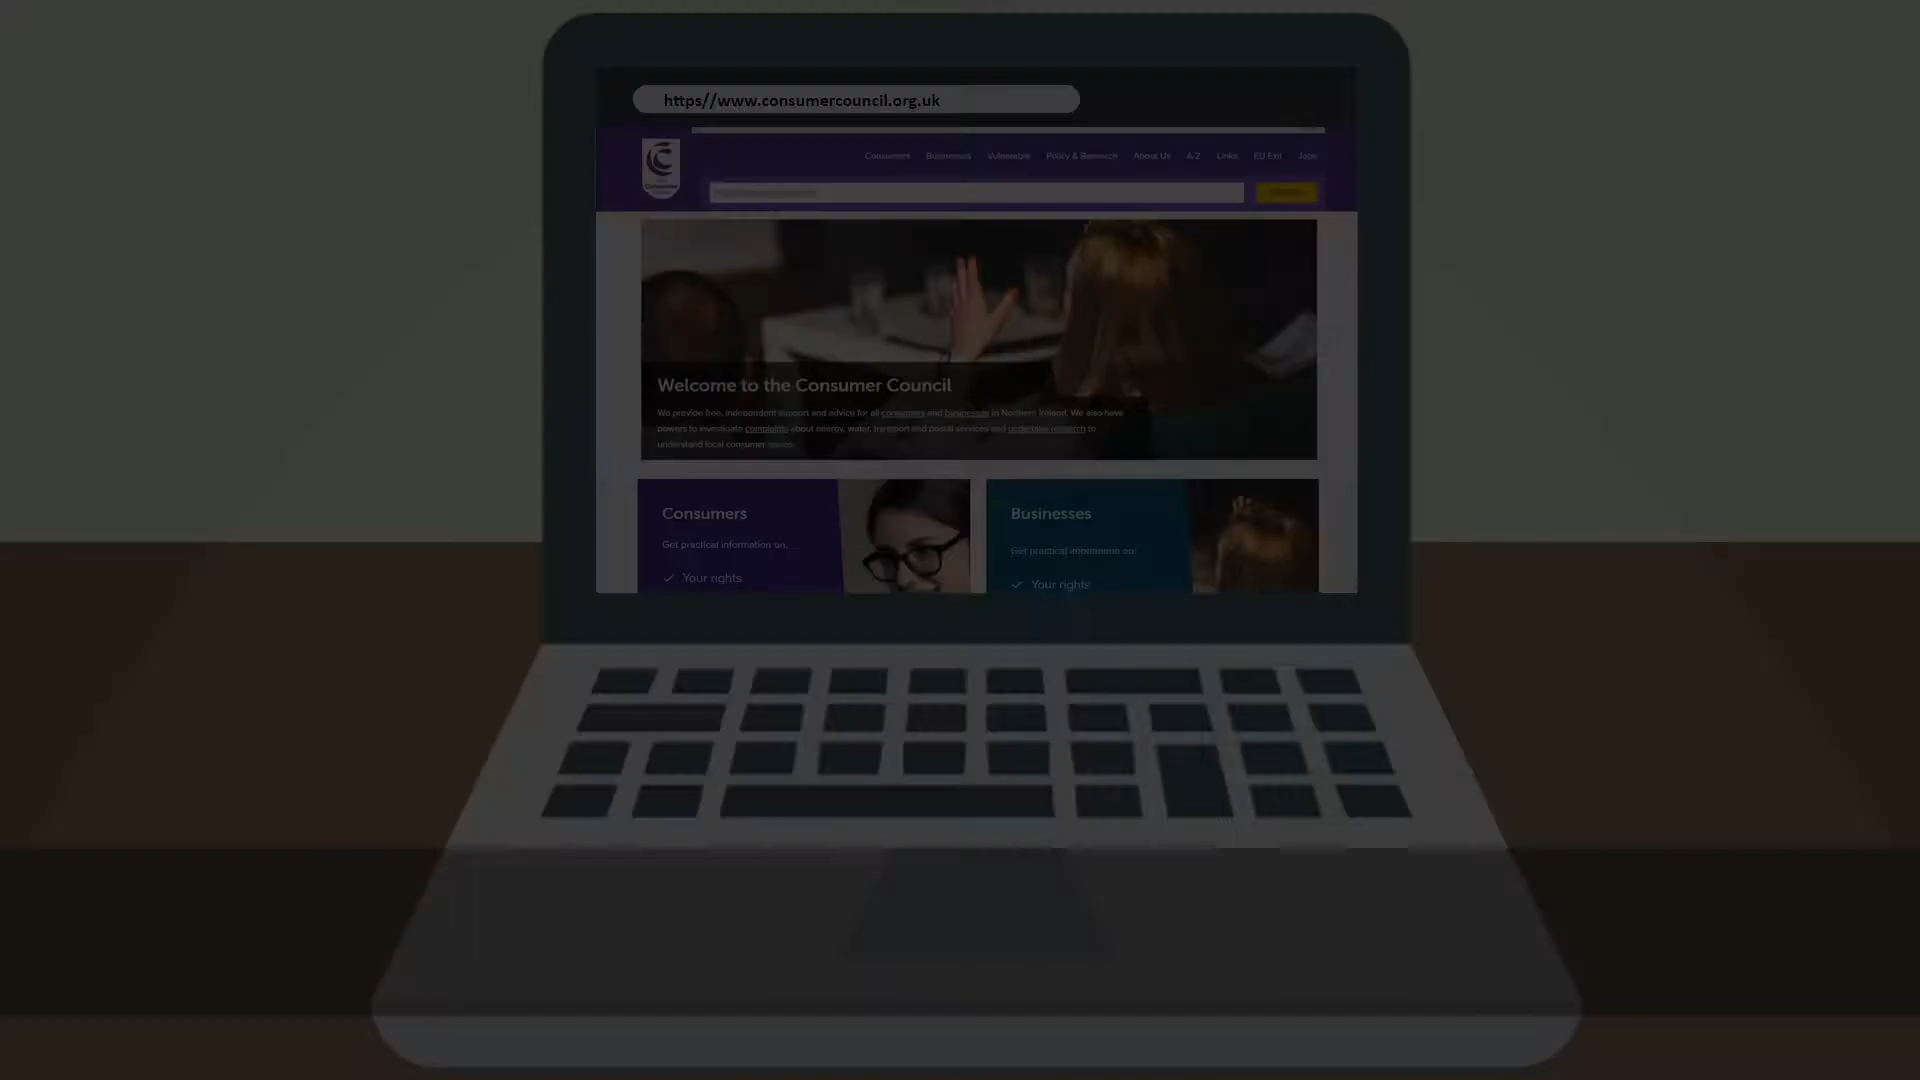 https//www.consumercouncil.org.uk
Consumers Businesses Vulnerable Policy & Research About Us A-Z Links EU Exit Jobs
Consumer
Welcome to the Consumer Council
We provide free, independent support and advice for all consumers and businesses in Northern Ireland. We also have
powers to investigate complaints about energy, water, transport and postal services and undertake research to
understand local consumer issues.
Consumers
Get practical information on...
✓ Your rights
Businesses
Get practical information on:
✓ Your rights